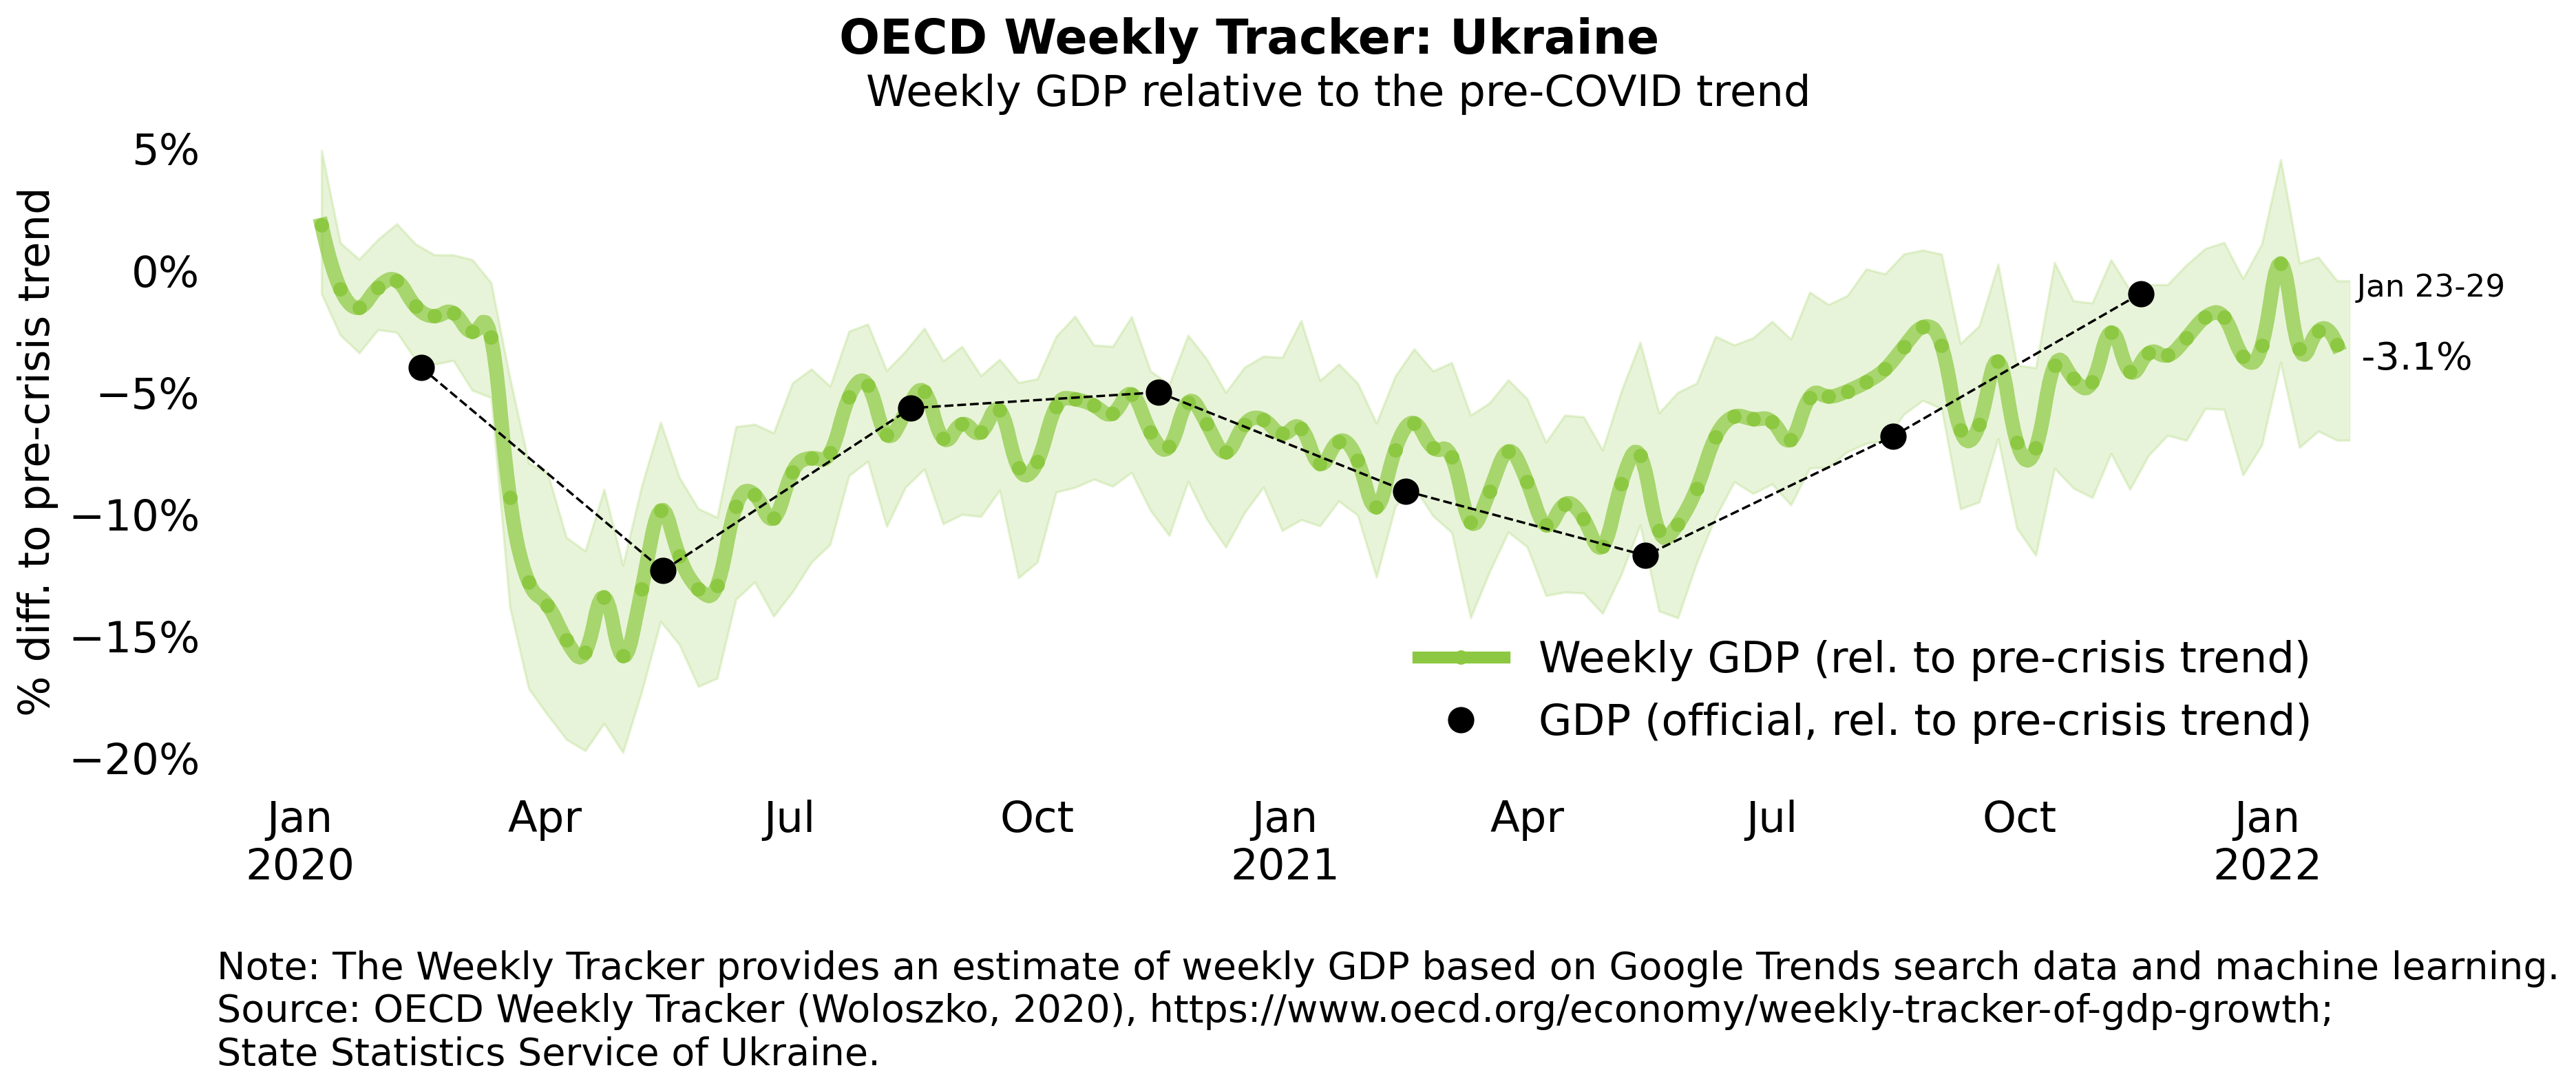 OECD Weekly Tracker: Ukraine
Weekly GDP relative to the pre-COVID trend
% diff. to pre-crisis trend
5%
0%
−5%
−10%
−15%
−20%
Jan 23-29
-3.1%
Weekly GDP (rel. to pre-crisis trend)
GDP (official, rel. to pre-crisis trend)
Jan Apr Jul Oct Jan Apr Jul Oct Jan
2020 2021 2022
Note: The Weekly Tracker provides an estimate of weekly GDP based on Google Trends search data and machine learning.
Source: OECD Weekly Tracker (Woloszko, 2020), https://www.oecd.org/economy/weekly-tracker-of-gdp-growth;
State Statistics Service of Ukraine.